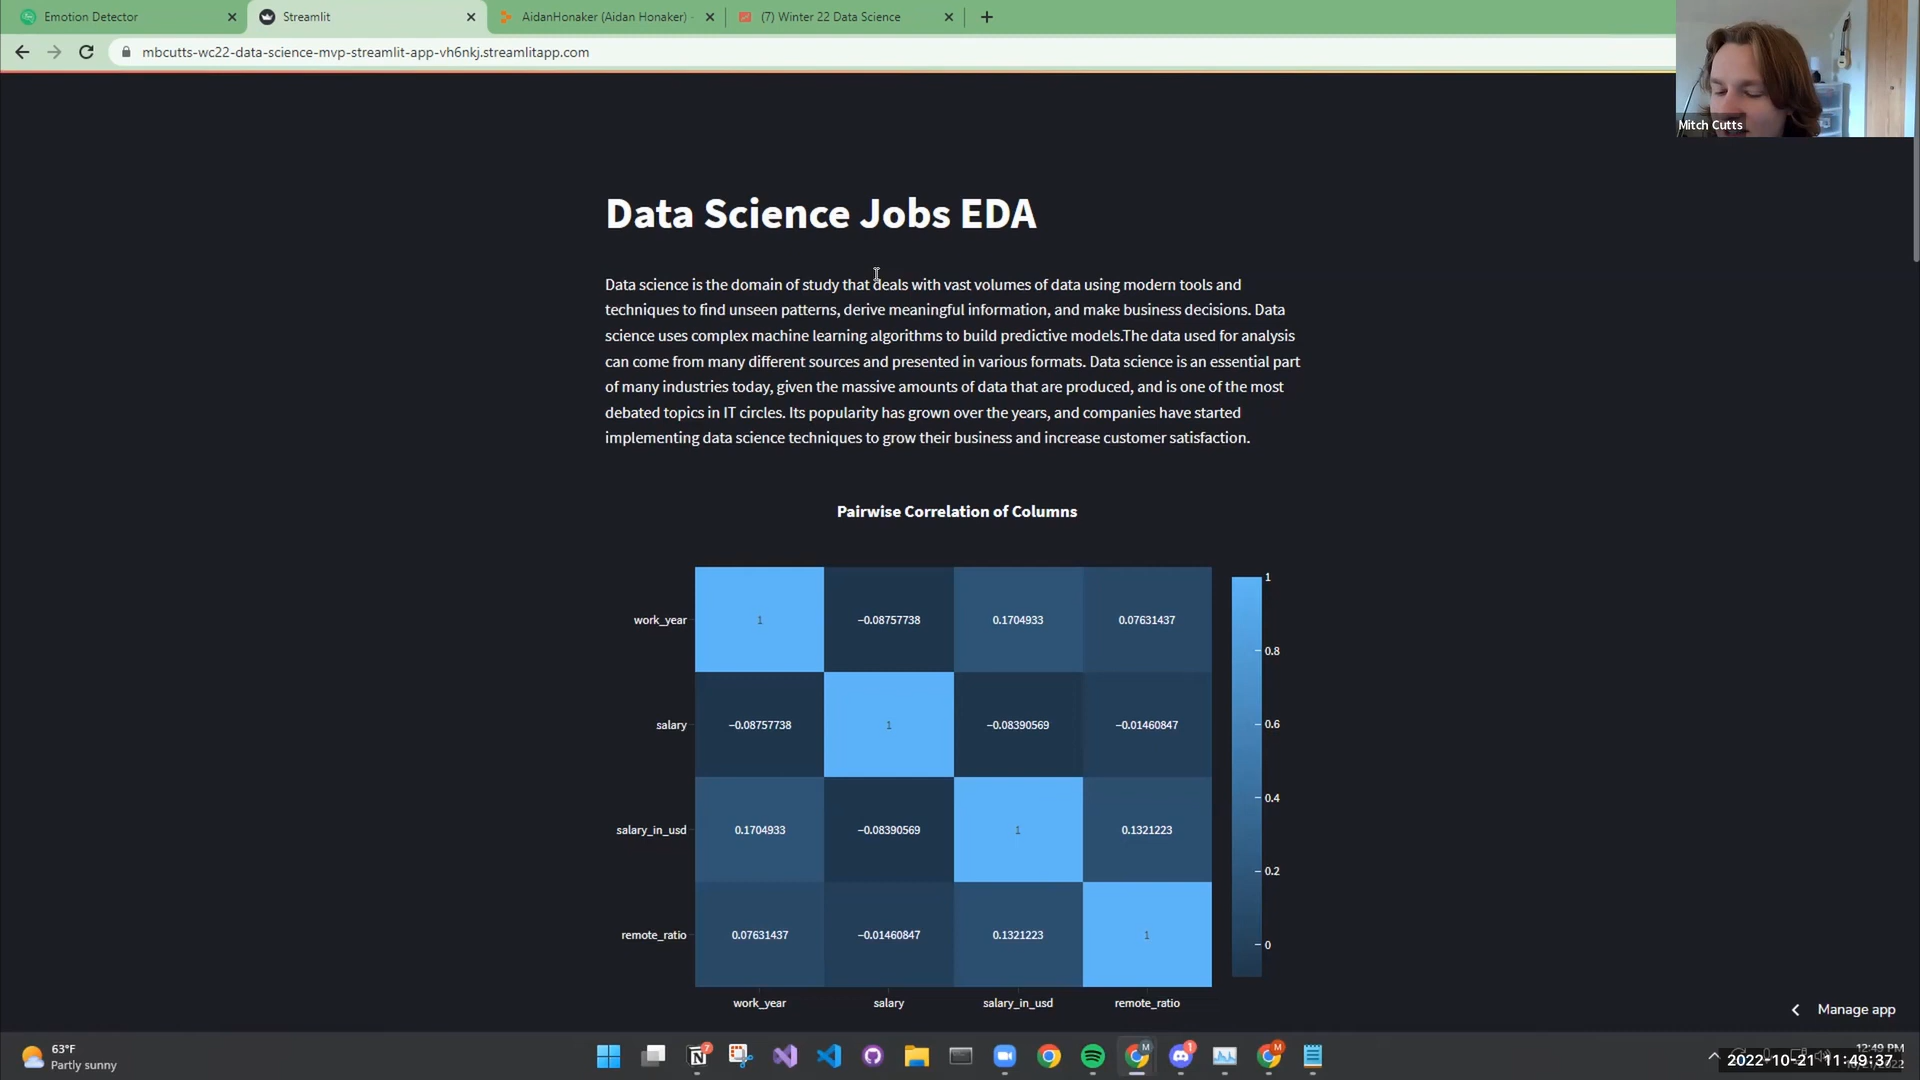 Emotion Detector
Streamlit
AidanHonaker (Aidan Honaker) ·
(7) Winter 22 Data Science
mbcutts-wc22-data-science-mvp-streamlit-app-vh6nkj.streamlitapp.com
Mitch Cutts
Data Science Jobs EDA
Data science is the domain of study that deals with vast volumes of data using modern tools and
techniques to find unseen patterns, derive meaningful information, and make business decisions. Data
science uses complex machine learning algorithms to build predictive models.The data used for analysis
can come from many different sources and presented in various formats. Data science is an essential part
of many industries today, given the massive amounts of data that are produced, and is one of the most
debated topics in IT circles. Its popularity has grown over the years, and companies have started
implementing data science techniques to grow their business and increase customer satisfaction.
Pairwise Correlation of Columns
work_year 1 −0.08757738 0.1704933 0.07631437
salary −0.08757738 1 −0.08390569 −0.01460847
salary_in_usd 0.1704933 −0.08390569 1 0.1321223
remote_ratio 0.07631437 −0.01460847 0.1321223 1
work_year salary salary_in_usd remote_ratio
1
0.8
0.6
0.4
0.2
0
Manage app
63°F
Partly sunny
7
M
1
M
12:49 PM
2022-10-21 11:49:37